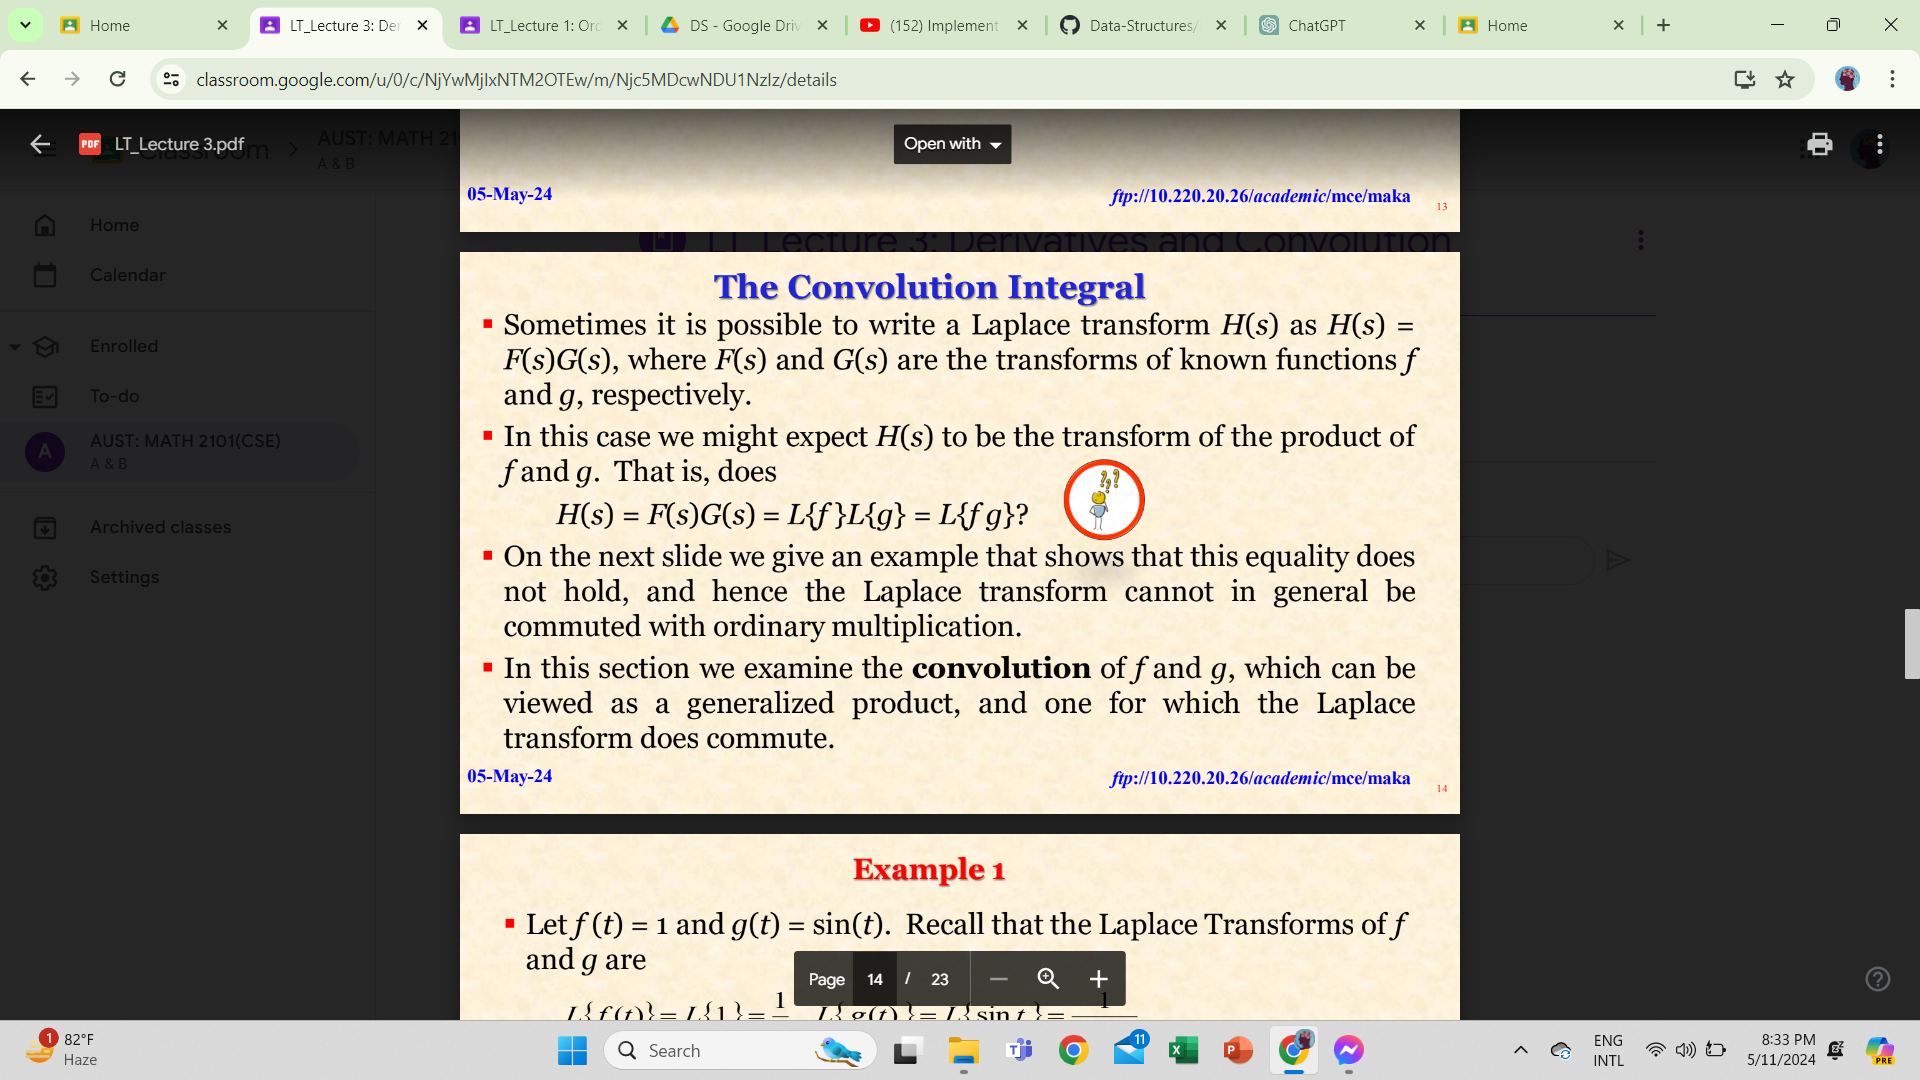 Home
LT_Lecture 3: Der
LT_Lecture 1: Ord
DS - Google Driv
(152) Implement
Data-Structures/
ChatGPT
Home
classroom.google.com/u/0/c/NjYwMjIxNTM2OTEw/m/Njc5MDcwNDU1NzIz/details
PDF LT_Lecture 3.pdf
Classroom
AUST: MATH 21
A & B
Open with
05-May-24
ftp://10.220.20.26/academic/mce/maka
13
LT_Lecture 3: Derivatives and Convolution
Home
Calendar
Enrolled
To-do
A
AUST: MATH 2101(CSE)
A & B
Archived classes
Settings
The Convolution Integral
▪ Sometimes it is possible to write a Laplace transform H(s) as H(s) =
F(s)G(s), where F(s) and G(s) are the transforms of known functions f
and g, respectively.
▪ In this case we might expect H(s) to be the transform of the product of
f and g. That is, does
H(s) = F(s)G(s) = L{f }L{g} = L{f g}?
???
▪ On the next slide we give an example that shows that this equality does
not hold, and hence the Laplace transform cannot in general be
commuted with ordinary multiplication.
▪ In this section we examine the convolution of f and g, which can be
viewed as a generalized product, and one for which the Laplace
transform does commute.
05-May-24
ftp://10.220.20.26/academic/mce/maka
14
Example 1
▪ Let f (t) = 1 and g(t) = sin(t). Recall that the Laplace Transforms of f
and g are
Page 14 / 23
L{f(t)}= L{1}= 1 L{g(t)}= L{sin t}= 1
1
82°F
Haze
Search
11
ENG
INTL
8:33 PM
5/11/2024
PRE